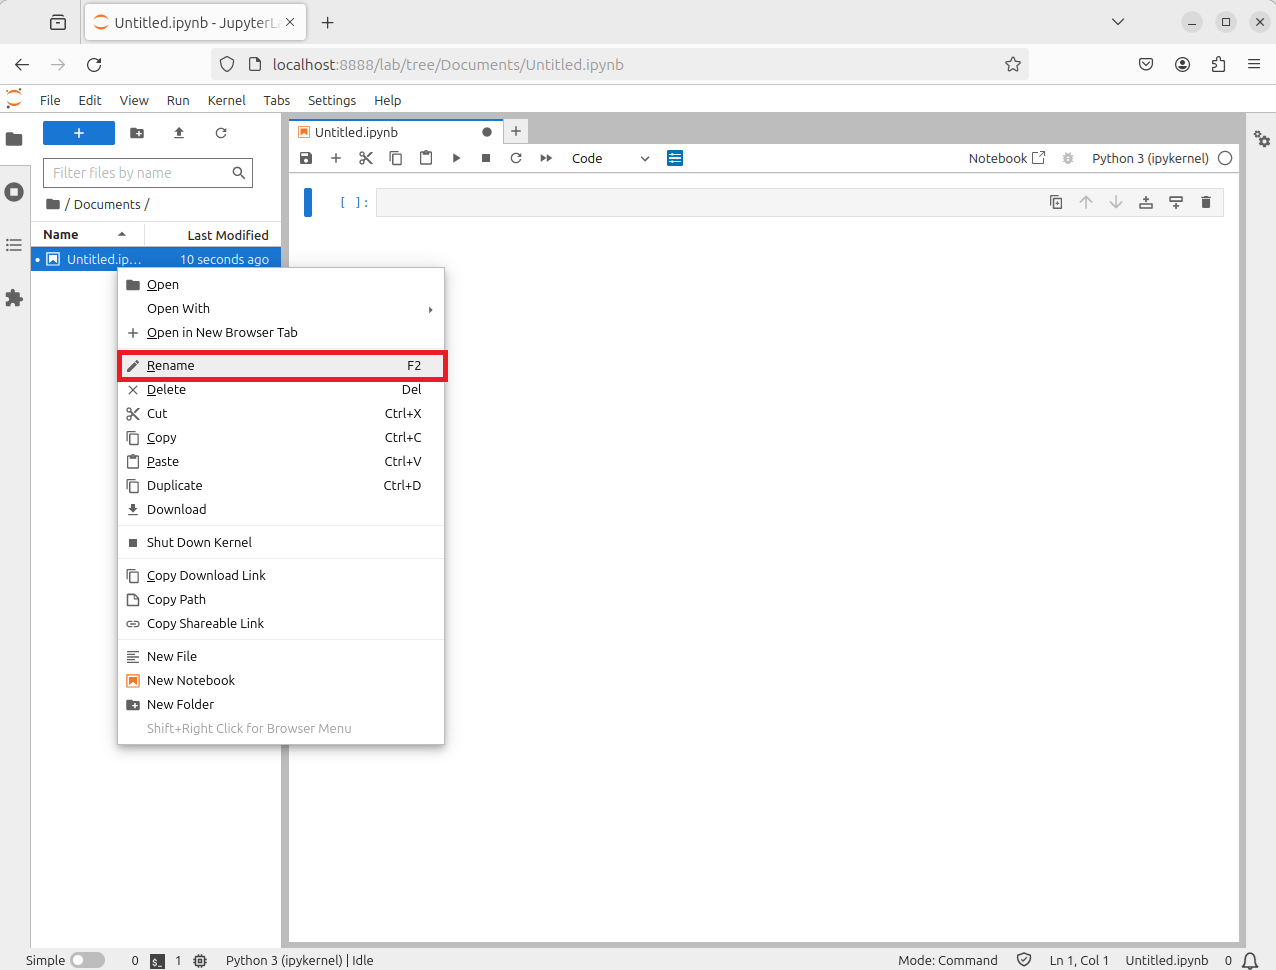 Untitled.ipynb - JupyterLa
localhost:8888/lab/tree/Documents/Untitled.ipynb
File Edit View Run Kernel Tabs Settings Help
Untitled.ipynb
Filter files by name
/ Documents /
Code
Notebook
Python 3 (ipykernel)
[ ]:
Name Last Modified
Untitled.ip... 10 seconds ago
Open
Open With
Open in New Browser Tab
Rename F2
Delete Del
Cut Ctrl+X
Copy Ctrl+C
Paste Ctrl+V
Duplicate Ctrl+D
Download
Shut Down Kernel
Copy Download Link
Copy Path
Copy Shareable Link
New File
New Notebook
New Folder
Shift+Right Click for Browser Menu
Simple 0 $_ 1 Python 3 (ipykernel) | Idle Mode: Command Ln 1, Col 1 Untitled.ipynb 0